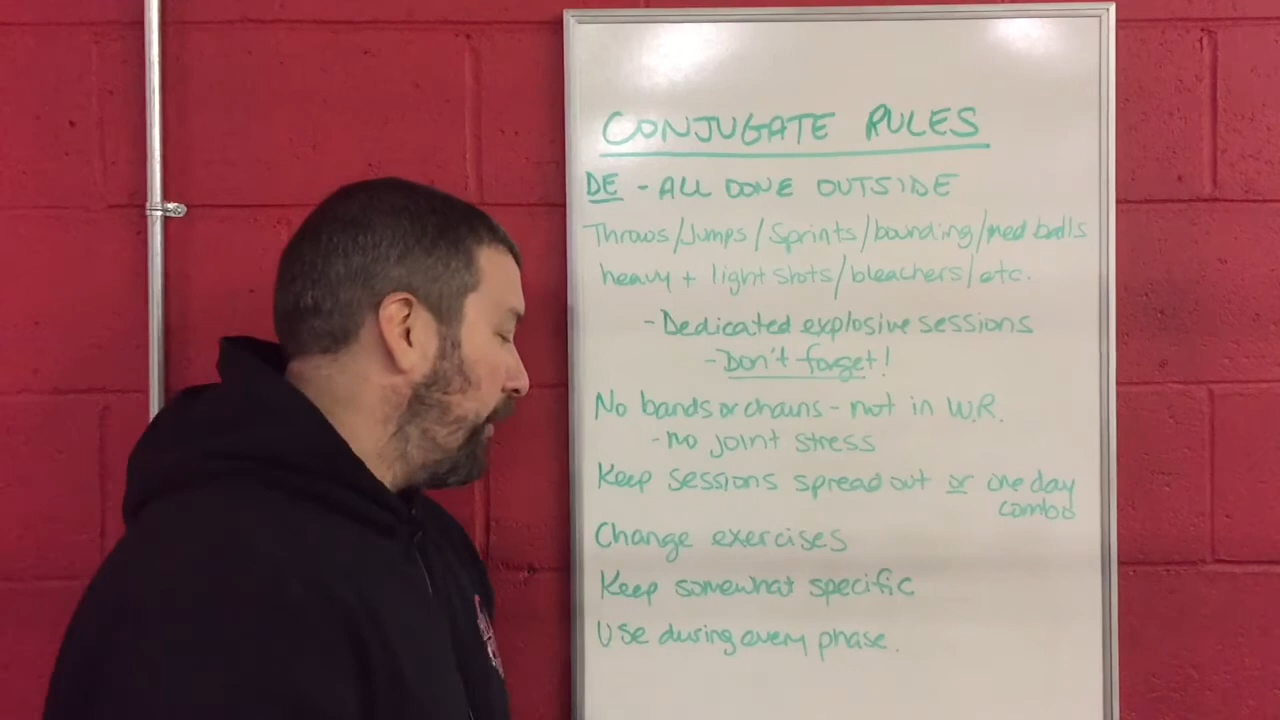 CONJUGATE RULES
DE - ALL DONE OUTSIDE
Throws/Jumps/Sprints/bounding/med balls
heavy + light shots/bleachers/etc.
- Dedicated explosive sessions
- Don't forget!
No bands or chains - not in W.R.
- no joint stress
Keep sessions spread out or one day
combo
Change exercises
Keep somewhat specific
Use during every phase.